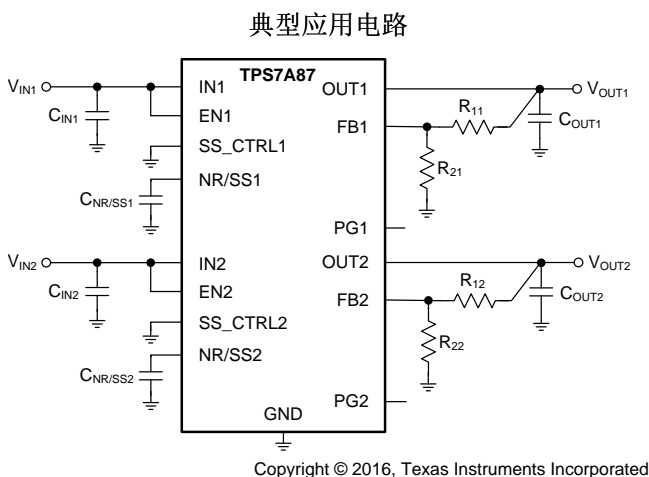 典型应用电路
TPS7A87
VIN1
CIN1
IN1
EN1
SS_CTRL1
NR/SS1
CNR/SS1
OUT1
FB1
PG1
R11
R21
VOUT1
COUT1
VIN2
CIN2
IN2
EN2
SS_CTRL2
NR/SS2
CNR/SS2
OUT2
FB2
PG2
R12
R22
VOUT2
COUT2
GND
Copyright © 2016, Texas Instruments Incorporated